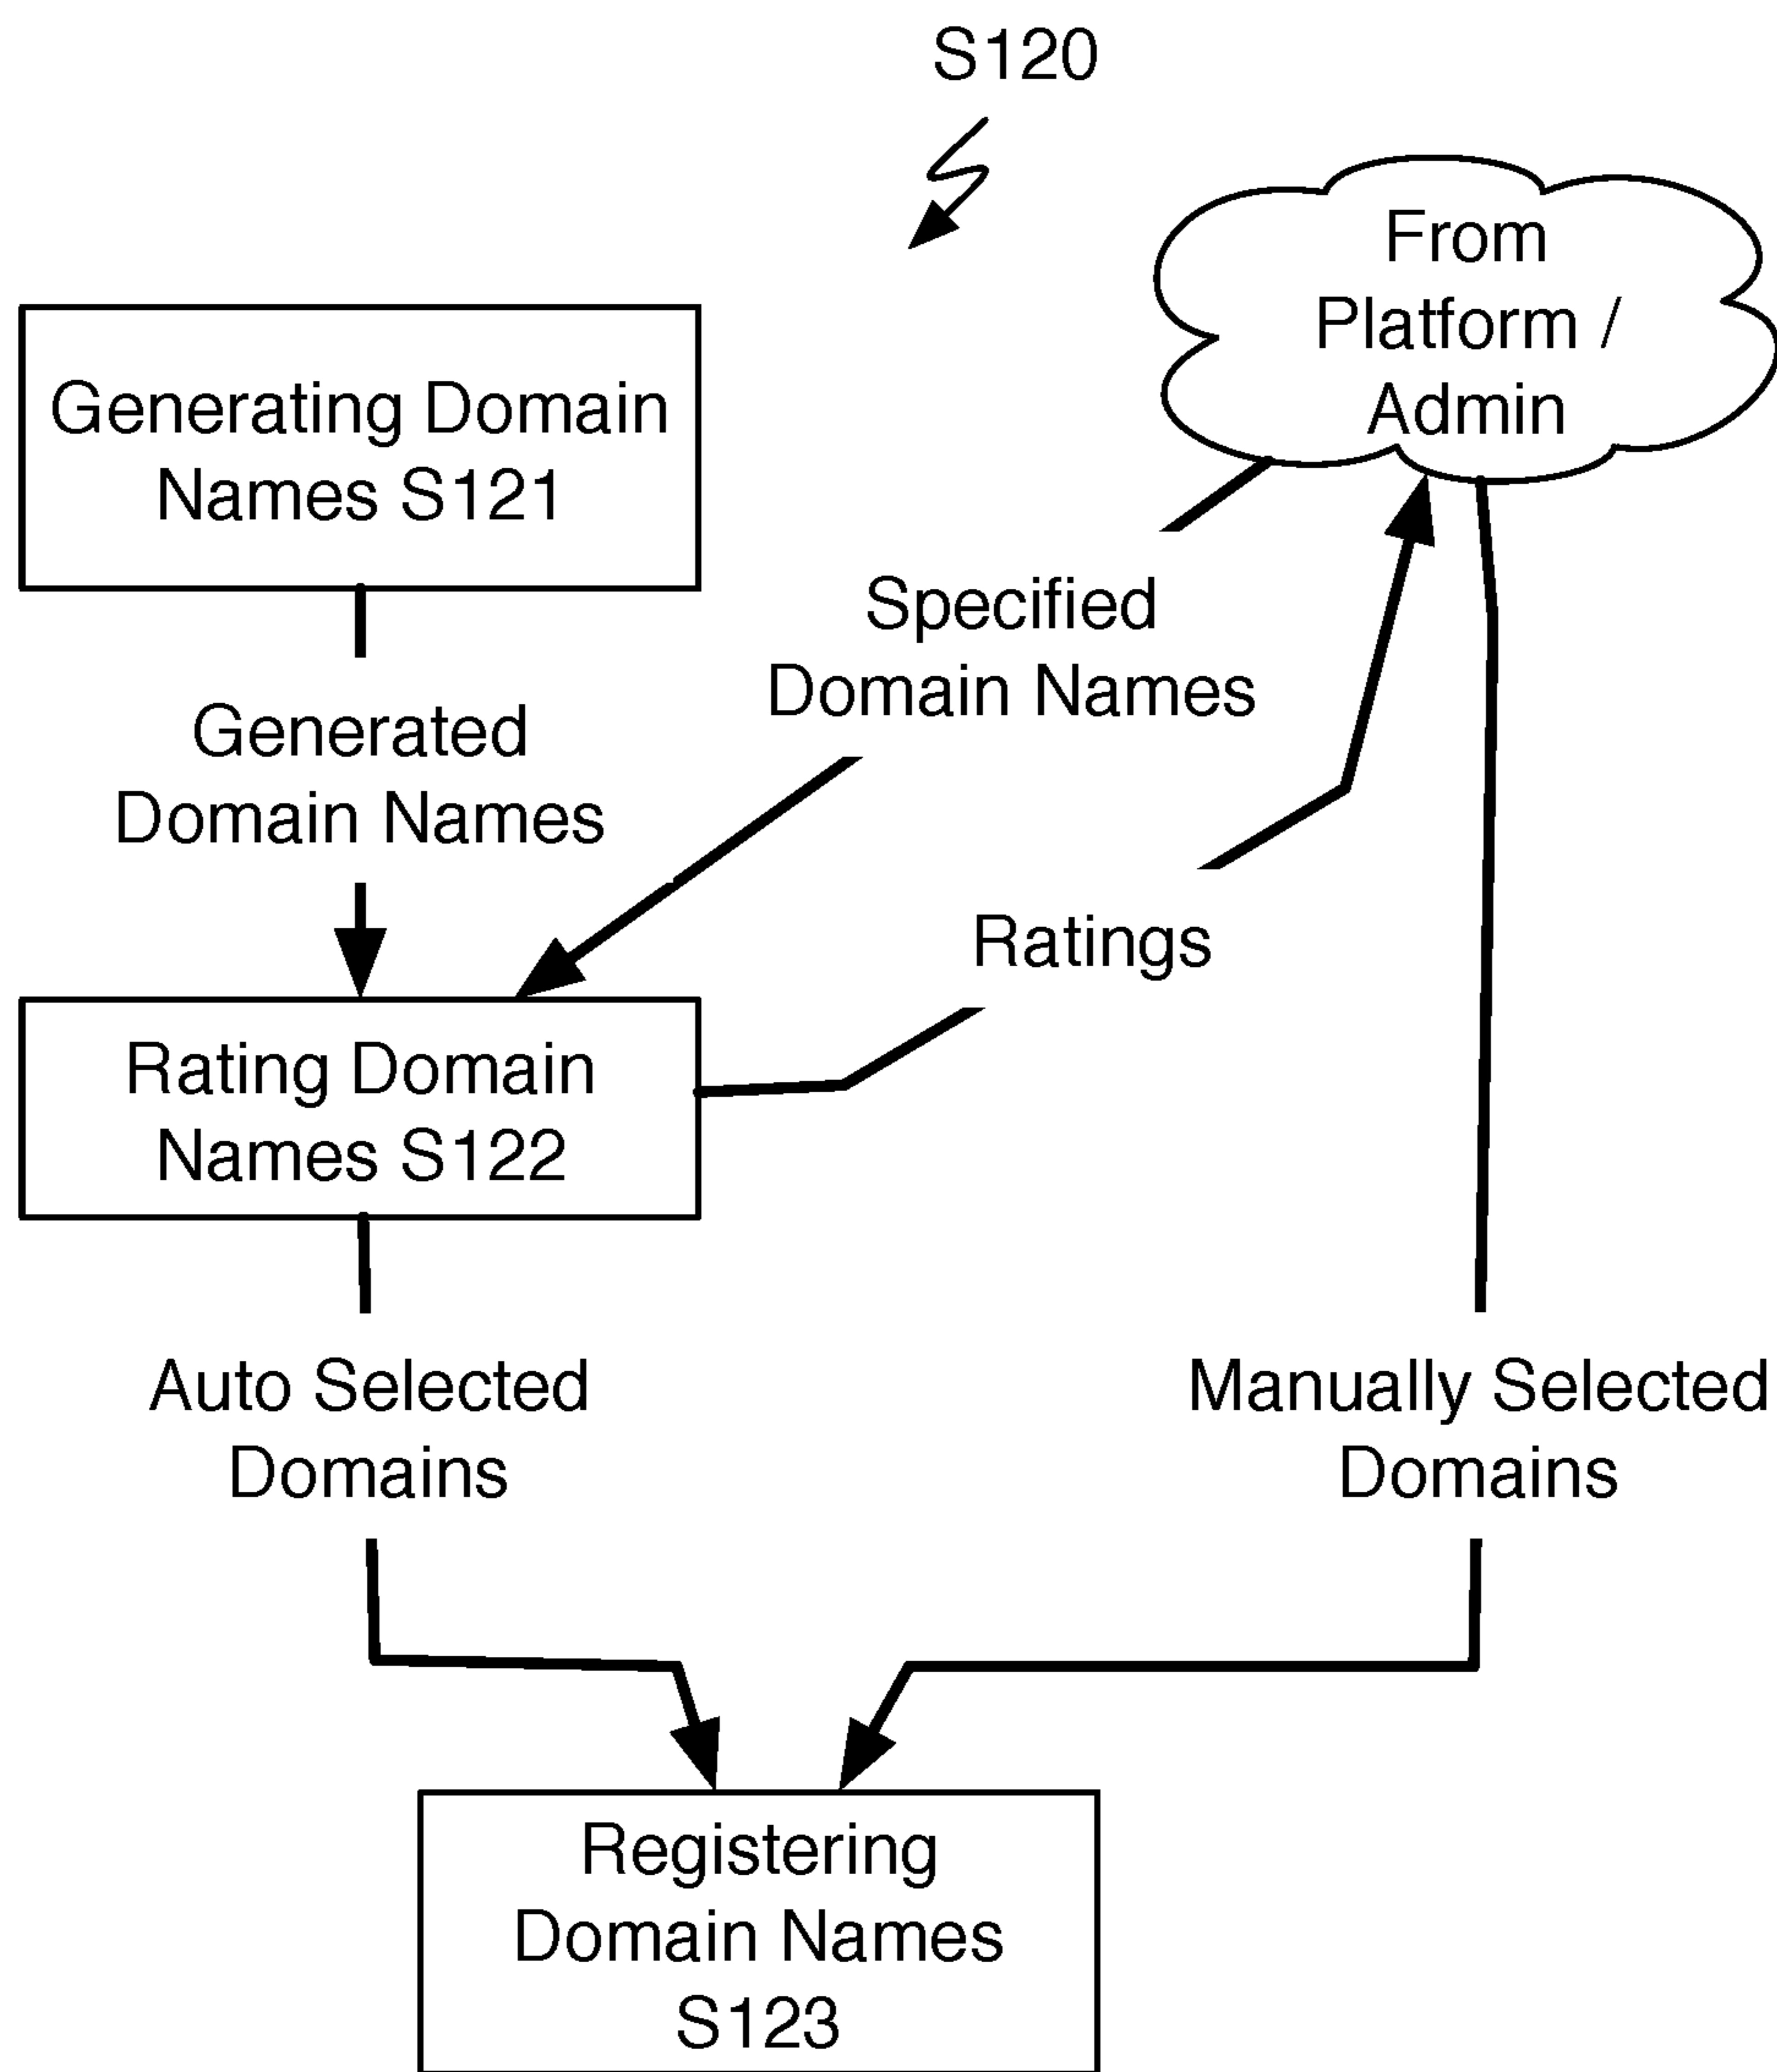 S120
From
Platform /
Admin
Generating Domain
Names S121
Specified
Domain Names
Generated
Domain Names
Ratings
Rating Domain
Names S122
Auto Selected
Domains
Manually Selected
Domains
Registering
Domain Names
S123